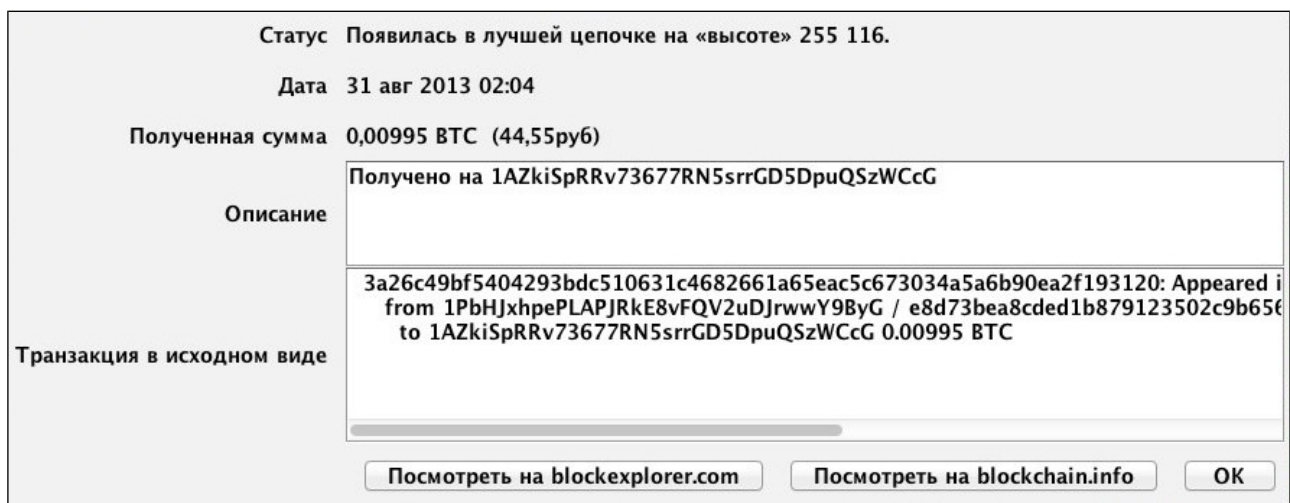 Статус Появилась в лучшей цепочке на «высоте» 255 116.
Дата 31 авг 2013 02:04
Полученная сумма 0,00995 BTC (44,55руб)
Получено на 1AZkiSpRRv73677RN5srrGD5DpuQSzWCcG
Описание
3a26c49bf5404293bdc510631c4682661a65eac5c673034a5a6b90ea2f193120: Appeared i
from 1PbHJxhpePLAPJRkE8vFQV2uDJrwwY9ByG / e8d73bea8cded1b879123502c9b656
to 1AZkiSpRRv73677RN5srrGD5DpuQSzWCcG 0.00995 BTC
Транзакция в исходном виде
Посмотреть на blockexplorer.com Посмотреть на blockchain.info OK